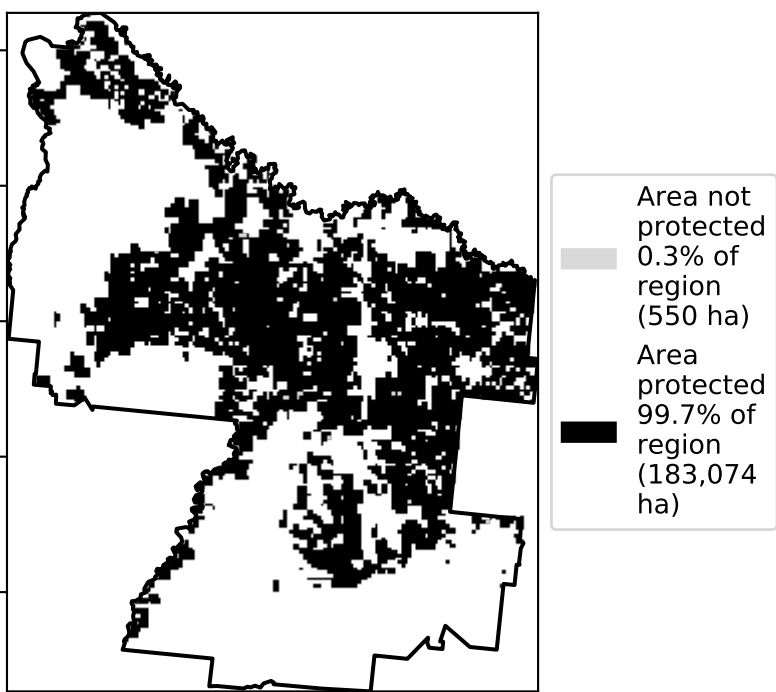 Area not
protected
0.3% of
region
(550 ha)
Area
protected
99.7% of
region
(183,074
ha)